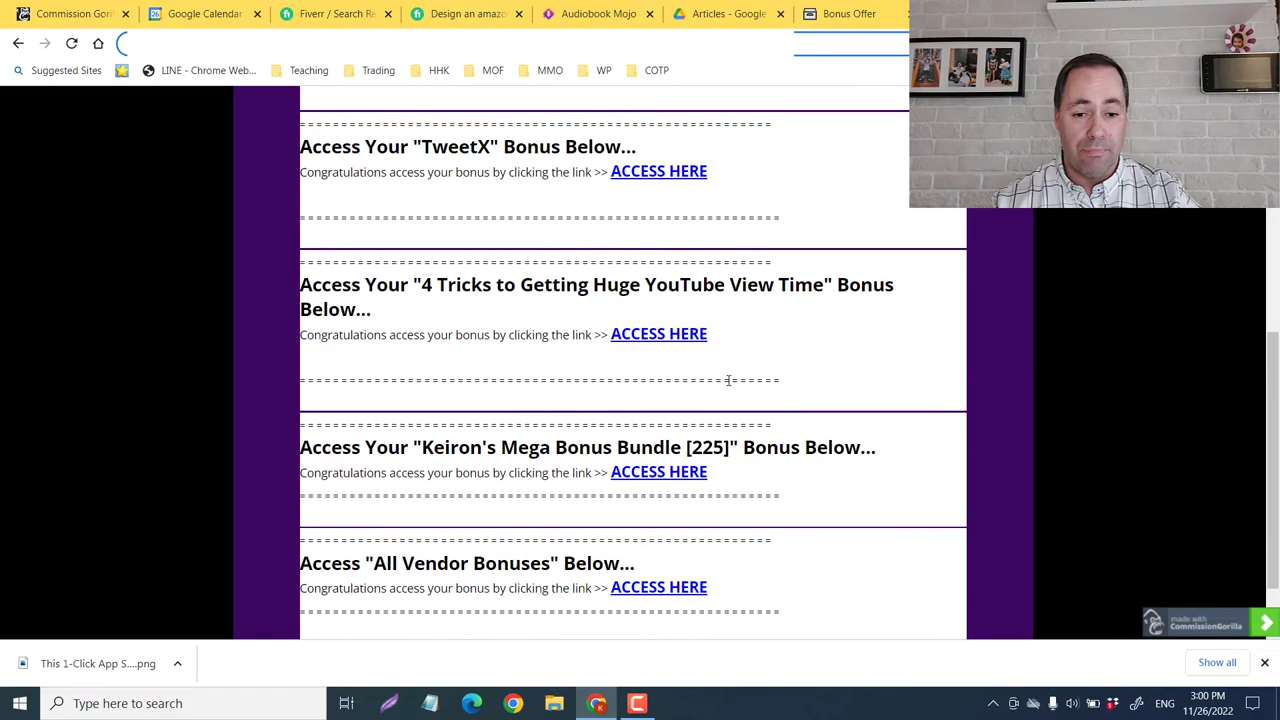 Commission Gorill
Google Calendar
Fiverr / Search Re
Design an amazo
Audiobook Mojo
Articles - Google
Bonus Offer
Suggested Sites
LINE - Chrome Web...
Teaching
Trading
HHK
MOF
MMO
WP
COTP
==========================================================
Access Your "TweetX" Bonus Below...
Congratulations access your bonus by clicking the link >> ACCESS HERE
===========================================================
==========================================================
Access Your "4 Tricks to Getting Huge YouTube View Time" Bonus
Below...
Congratulations access your bonus by clicking the link >> ACCESS HERE
===========================================================
==========================================================
Access Your "Keiron's Mega Bonus Bundle [225]" Bonus Below...
Congratulations access your bonus by clicking the link >> ACCESS HERE
===========================================================
==========================================================
Access "All Vendor Bonuses" Below...
Congratulations access your bonus by clicking the link >> ACCESS HERE
===========================================================
made with
CommissionGorilla
This 1-Click App S....png
Show all
Type here to search
ENG
3:00 PM
11/26/2022